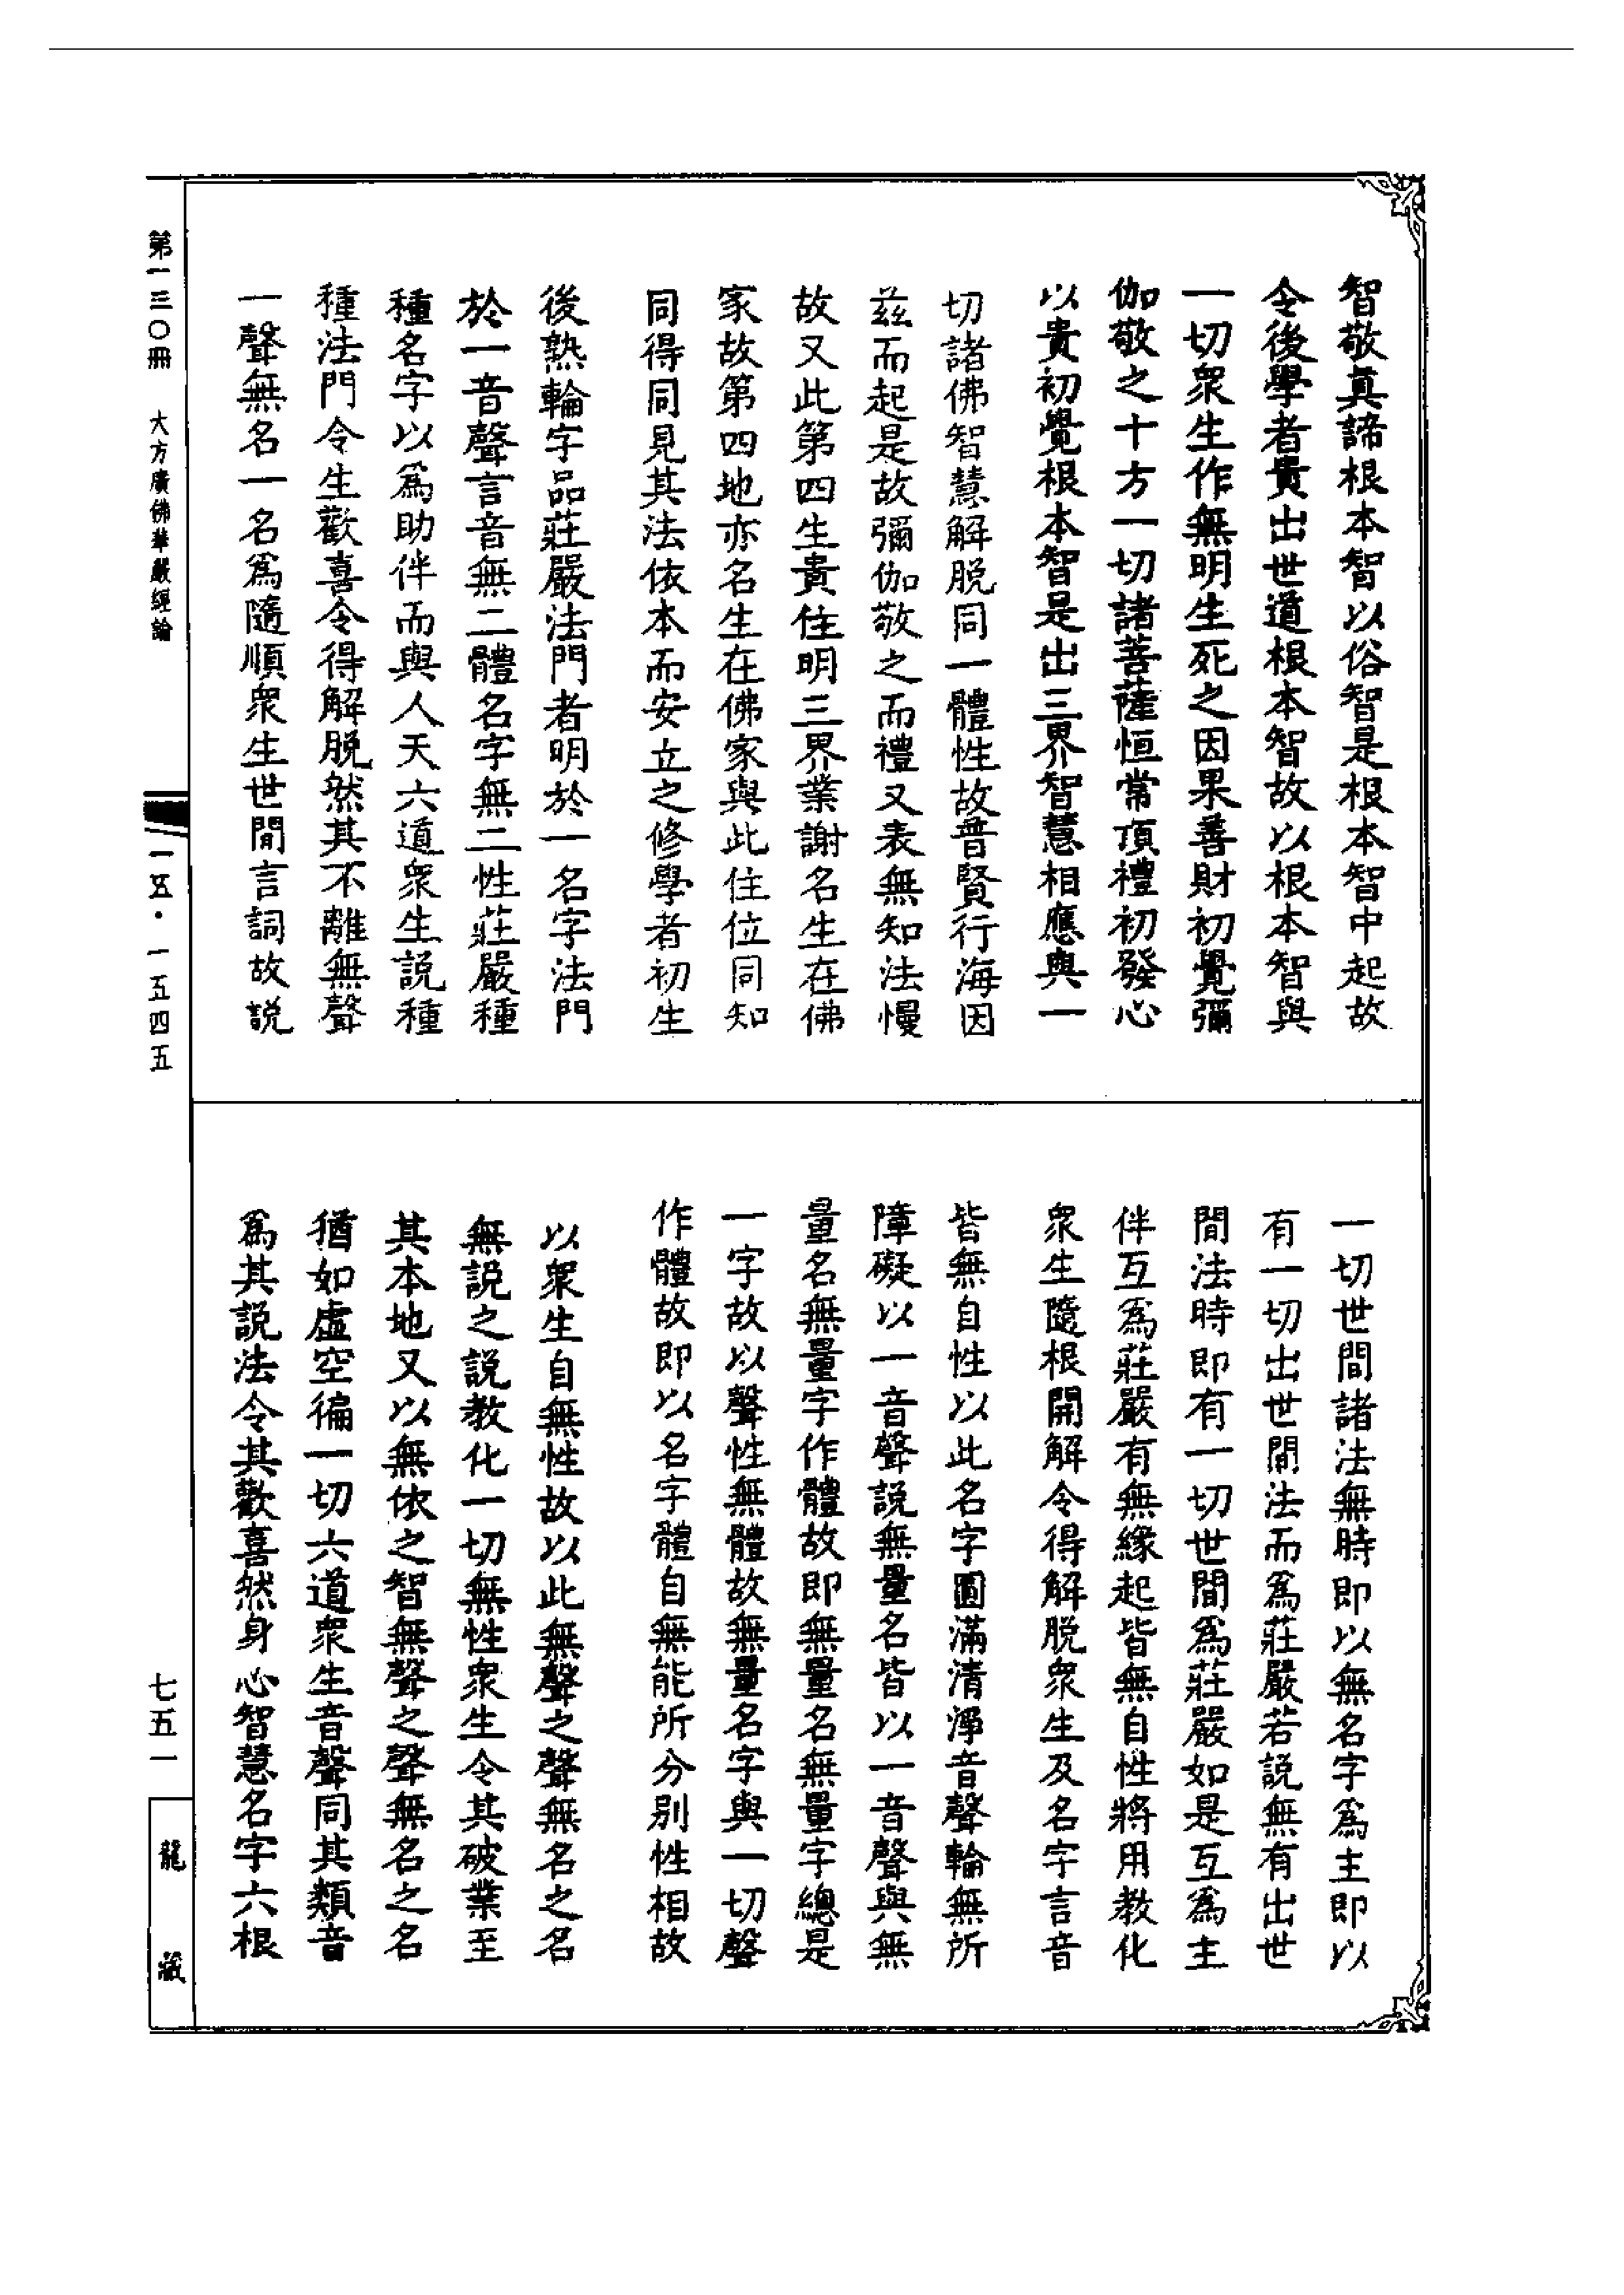 智敬真諦根本智以俗智是根本智中起故
令後學者貴出世道根本智故以根本智與
一切衆生作無明生死之因果善財初覺彌
伽敬之十方一切諸菩薩恒常頂禮初發心
以貴初覺根本智是出三界智慧相應與一
切諸佛智慧解脱同一體性故普賢行海因
茲而起是故彌伽敬之而禮又表無知法慢
故又此第四生貴住明三界業謝名生在佛
家故第四地亦名生在佛家與此住位同知
同得同見其法依本而安立之修學者初生
後熟輪字品莊嚴法門者明於一名字法門
於一音聲言音無二體名字無二性莊嚴種
種名字以爲助伴而與人天六道衆生説種
種法門令生歡喜令得解脱然其不離無聲
一聲無名一名爲隨順衆生世間言詞故説
一切世間諸法無時即以無名字爲主即以
有一切出世間法而爲莊嚴若説無有出世
間法時即有一切世間爲莊嚴如是互爲主
伴互爲莊嚴有無緣起皆無自性將用教化
衆生隨根開解令得解脱衆生及名字言音
皆無自性以此名字圓滿清淨音聲輪無所
障礙以一音聲説無量名皆以一音聲與無
量名無量字作體故即無量名無量字總是
一字故以聲性無體故無量名字與一切聲
作體故即以名字體自無能所分别性相故
以衆生自無性故以此無聲之聲無名之名
無説之説教化一切無性衆生令其破業至
其本地又以無依之智無聲之聲無名之名
猶如虛空徧一切六道衆生音聲同其類音
爲其説法令其歡喜然身心智慧名字六根
第一三〇冊 大方廣佛華嚴經論
一五·一五四五
七五一
龍藏